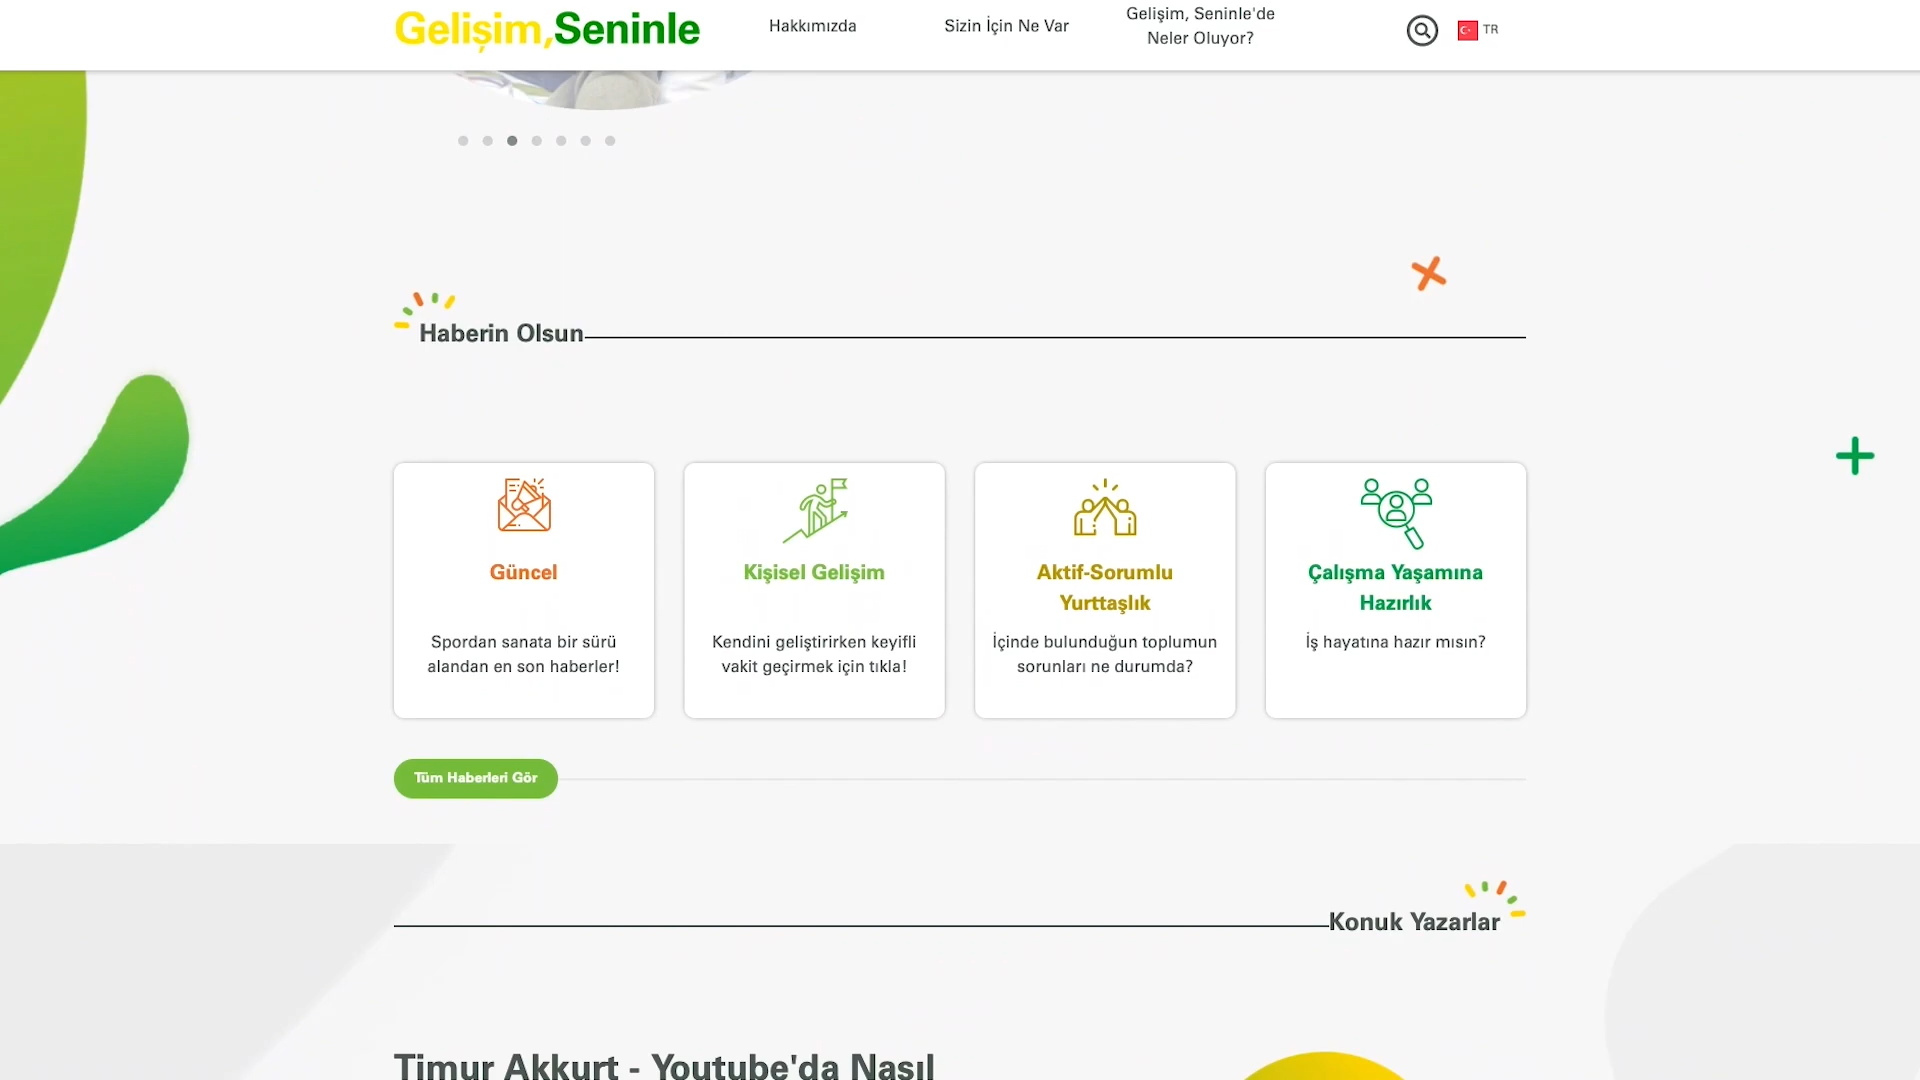 Gelişim,Seninle
Hakkımızda
Sizin İçin Ne Var
Gelişim, Seninle'de
Neler Oluyor?
TR
Haberin Olsun
Güncel
Spordan sanata bir sürü
alandan en son haberler!
Kişisel Gelişim
Kendini geliştirirken keyifli
vakit geçirmek için tıkla!
Aktif-Sorumlu
Yurttaşlık
İçinde bulunduğun toplumun
sorunları ne durumda?
Çalışma Yaşamına
Hazırlık
İş hayatına hazır mısın?
Tüm Haberleri Gör
Konuk Yazarlar
Timur Akkurt - Youtube'da Nasıl